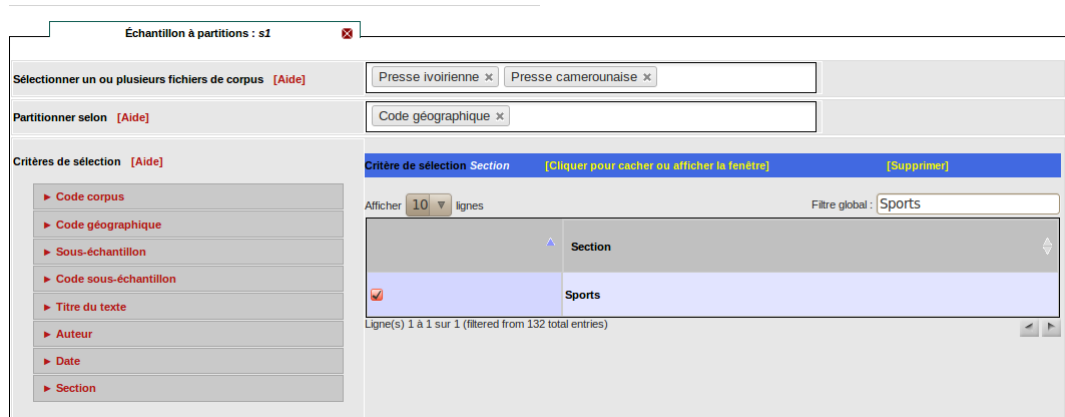 Échantillon à partitions : s1
Sélectionner un ou plusieurs fichiers de corpus [Aide] Presse ivoirienne × Presse camerounaise ×
Partitionner selon [Aide] Code géographique ×
Critères de sélection [Aide]
► Code corpus
► Code géographique
► Sous-échantillon
► Code sous-échantillon
► Titre du texte
► Auteur
► Date
► Section
Critère de sélection Section [Cliquer pour cacher ou afficher la fenêtre] [Supprimer]
Afficher 10 lignes Filtre global : Sports
Section
Sports
Ligne(s) 1 à 1 sur 1 (filtered from 132 total entries)